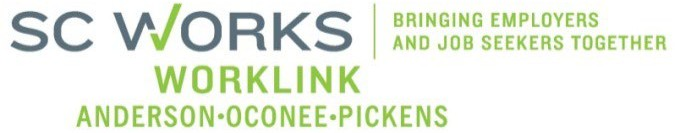 SC WORKS
BRINGING EMPLOYERS
AND JOB SEEKERS TOGETHER
WORKLINK
ANDERSON•OCONEE•PICKENS